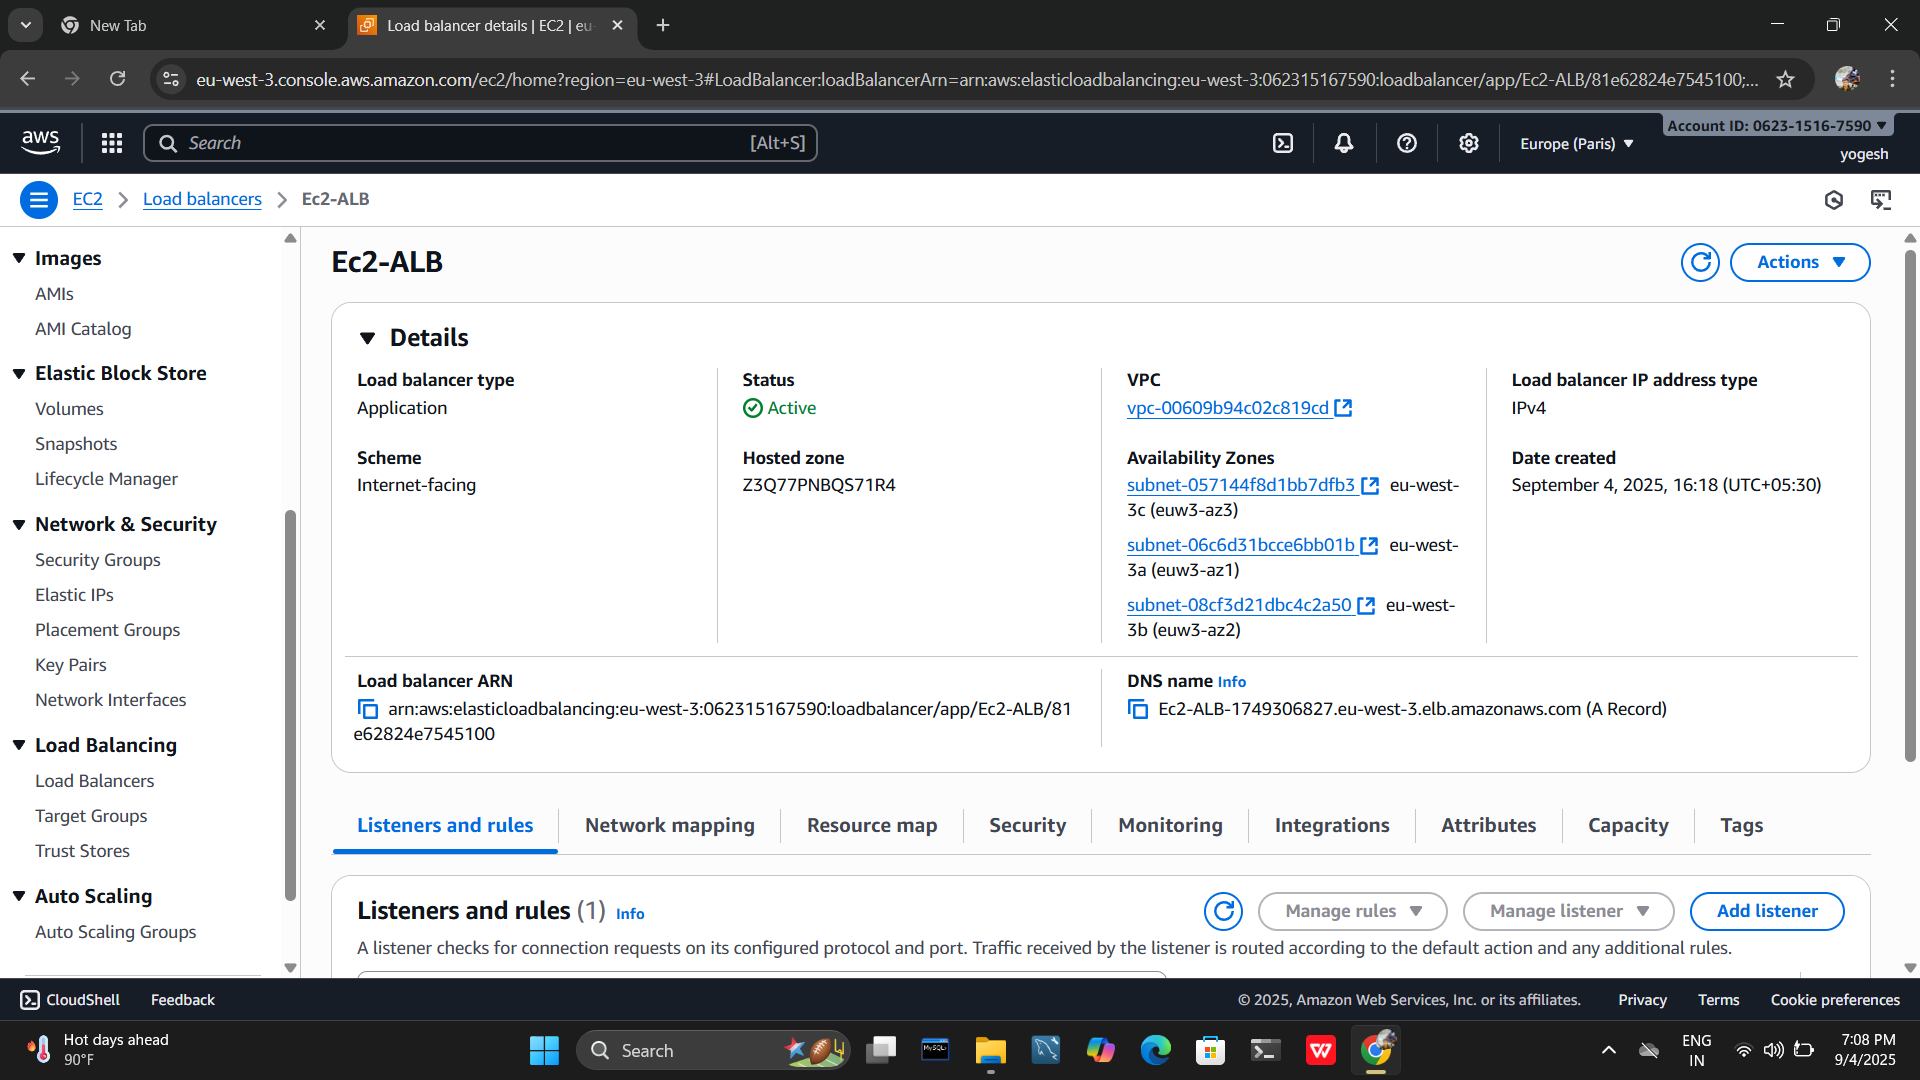 New Tab
Load balancer details | EC2 | eu-
eu-west-3.console.aws.amazon.com/ec2/home?region=eu-west-3#LoadBalancer:loadBalancerArn=arn:aws:elasticloadbalancing:eu-west-3:062315167590:loadbalancer/app/Ec2-ALB/81e62824e7545100;...
aws
Search
[Alt+S]
Europe (Paris)
Account ID: 0623-1516-7590
yogesh
EC2
Load balancers
Ec2-ALB
Images
AMIs
AMI Catalog
Elastic Block Store
Volumes
Snapshots
Lifecycle Manager
Network & Security
Security Groups
Elastic IPs
Placement Groups
Key Pairs
Network Interfaces
Load Balancing
Load Balancers
Target Groups
Trust Stores
Auto Scaling
Auto Scaling Groups
Ec2-ALB
Actions
Details
Load balancer type
Application
Status
Active
VPC
vpc-00609b94c02c819cd
Load balancer IP address type
IPv4
Scheme
Internet-facing
Hosted zone
Z3Q77PNBQS71R4
Availability Zones
subnet-057144f8d1bb7dfb3 eu-west-
3c (euw3-az3)
subnet-06c6d31bcce6bb01b eu-west-
3a (euw3-az1)
subnet-08cf3d21dbc4c2a50 eu-west-
3b (euw3-az2)
Date created
September 4, 2025, 16:18 (UTC+05:30)
Load balancer ARN
arn:aws:elasticloadbalancing:eu-west-3:062315167590:loadbalancer/app/Ec2-ALB/81
e62824e7545100
DNS name Info
Ec2-ALB-1749306827.eu-west-3.elb.amazonaws.com (A Record)
Listeners and rules
Network mapping
Resource map
Security
Monitoring
Integrations
Attributes
Capacity
Tags
Listeners and rules (1) Info
Manage rules
Manage listener
Add listener
A listener checks for connection requests on its configured protocol and port. Traffic received by the listener is routed according to the default action and any additional rules.
CloudShell
Feedback
© 2025, Amazon Web Services, Inc. or its affiliates.
Privacy
Terms
Cookie preferences
Hot days ahead
90°F
Search
MySQL
W
ENG
IN
7:08 PM
9/4/2025